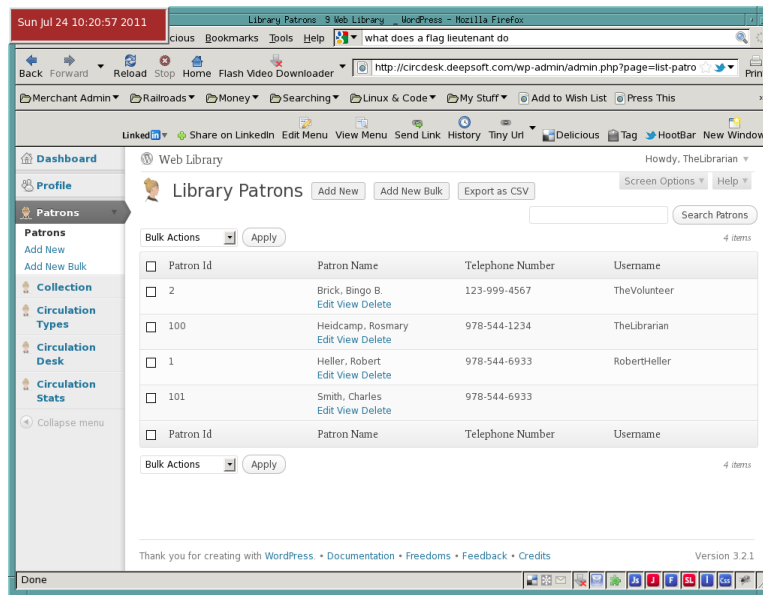 Sun Jul 24 10:20:57 2011
Library Patrons 9 Web Library _ WordPress - Mozilla Firefox
cious Bookmarks Tools Help what does a flag lieutenant do
Back Forward Reload Stop Home Flash Video Downloader http://circdesk.deepsoft.com/wp-admin/admin.php?page=list-patro Prin
Merchant Admin Railroads Money Searching Linux & Code My Stuff Add to Wish List Press This »
Linked in Share on LinkedIn Edit Menu View Menu Send Link History Tiny Url Delicious Tag HootBar New Window
Dashboard
Profile
Patrons
Patrons
Add New
Add New Bulk
Collection
Circulation
Types
Circulation
Desk
Circulation
Stats
Collapse menu
Web Library Howdy, TheLibrarian
Screen Options Help
Library Patrons Add New Add New Bulk Export as CSV
Search Patrons
Bulk Actions Apply 4 items
Patron Id Patron Name Telephone Number Username
2 Brick, Bingo B. 123-999-4567 TheVolunteer
Edit View Delete
100 Heidcamp, Rosmary 978-544-1234 TheLibrarian
Edit View Delete
1 Heller, Robert 978-544-6933 RobertHeller
Edit View Delete
101 Smith, Charles 978-544-6933
Edit View Delete
Patron Id Patron Name Telephone Number Username
Bulk Actions Apply 4 items
Thank you for creating with WordPress. • Documentation • Freedoms • Feedback • Credits Version 3.2.1
Done Js J F SL I Css